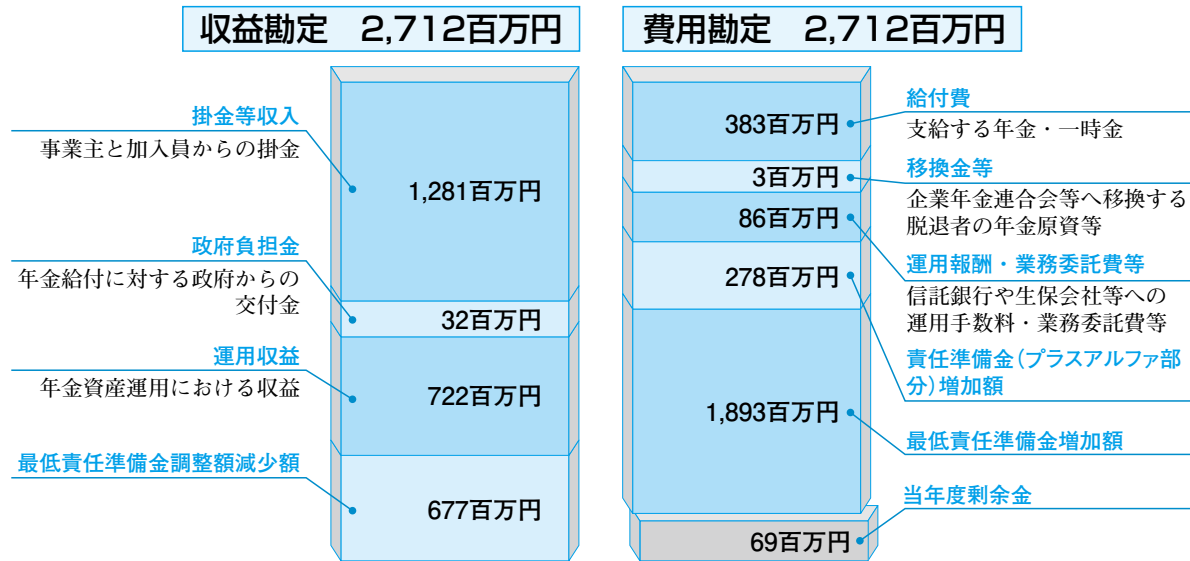 収益勘定　2,712百万円
掛金等収入
事業主と加入員からの掛金
1,281百万円
政府負担金
年金給付に対する政府からの
交付金
32百万円
運用収益
年金資産運用における収益
722百万円
最低責任準備金調整額減少額
677百万円
費用勘定　2,712百万円
383百万円
給付費
支給する年金・一時金
3百万円
移換金等
企業年金連合会等へ移換する
脱退者の年金原資等
86百万円
運用報酬・業務委託費等
信託銀行や生保会社等への
運用手数料・業務委託費等
278百万円
責任準備金（プラスアルファ部
分）増加額
1,893百万円
最低責任準備金増加額
当年度剰余金
69百万円